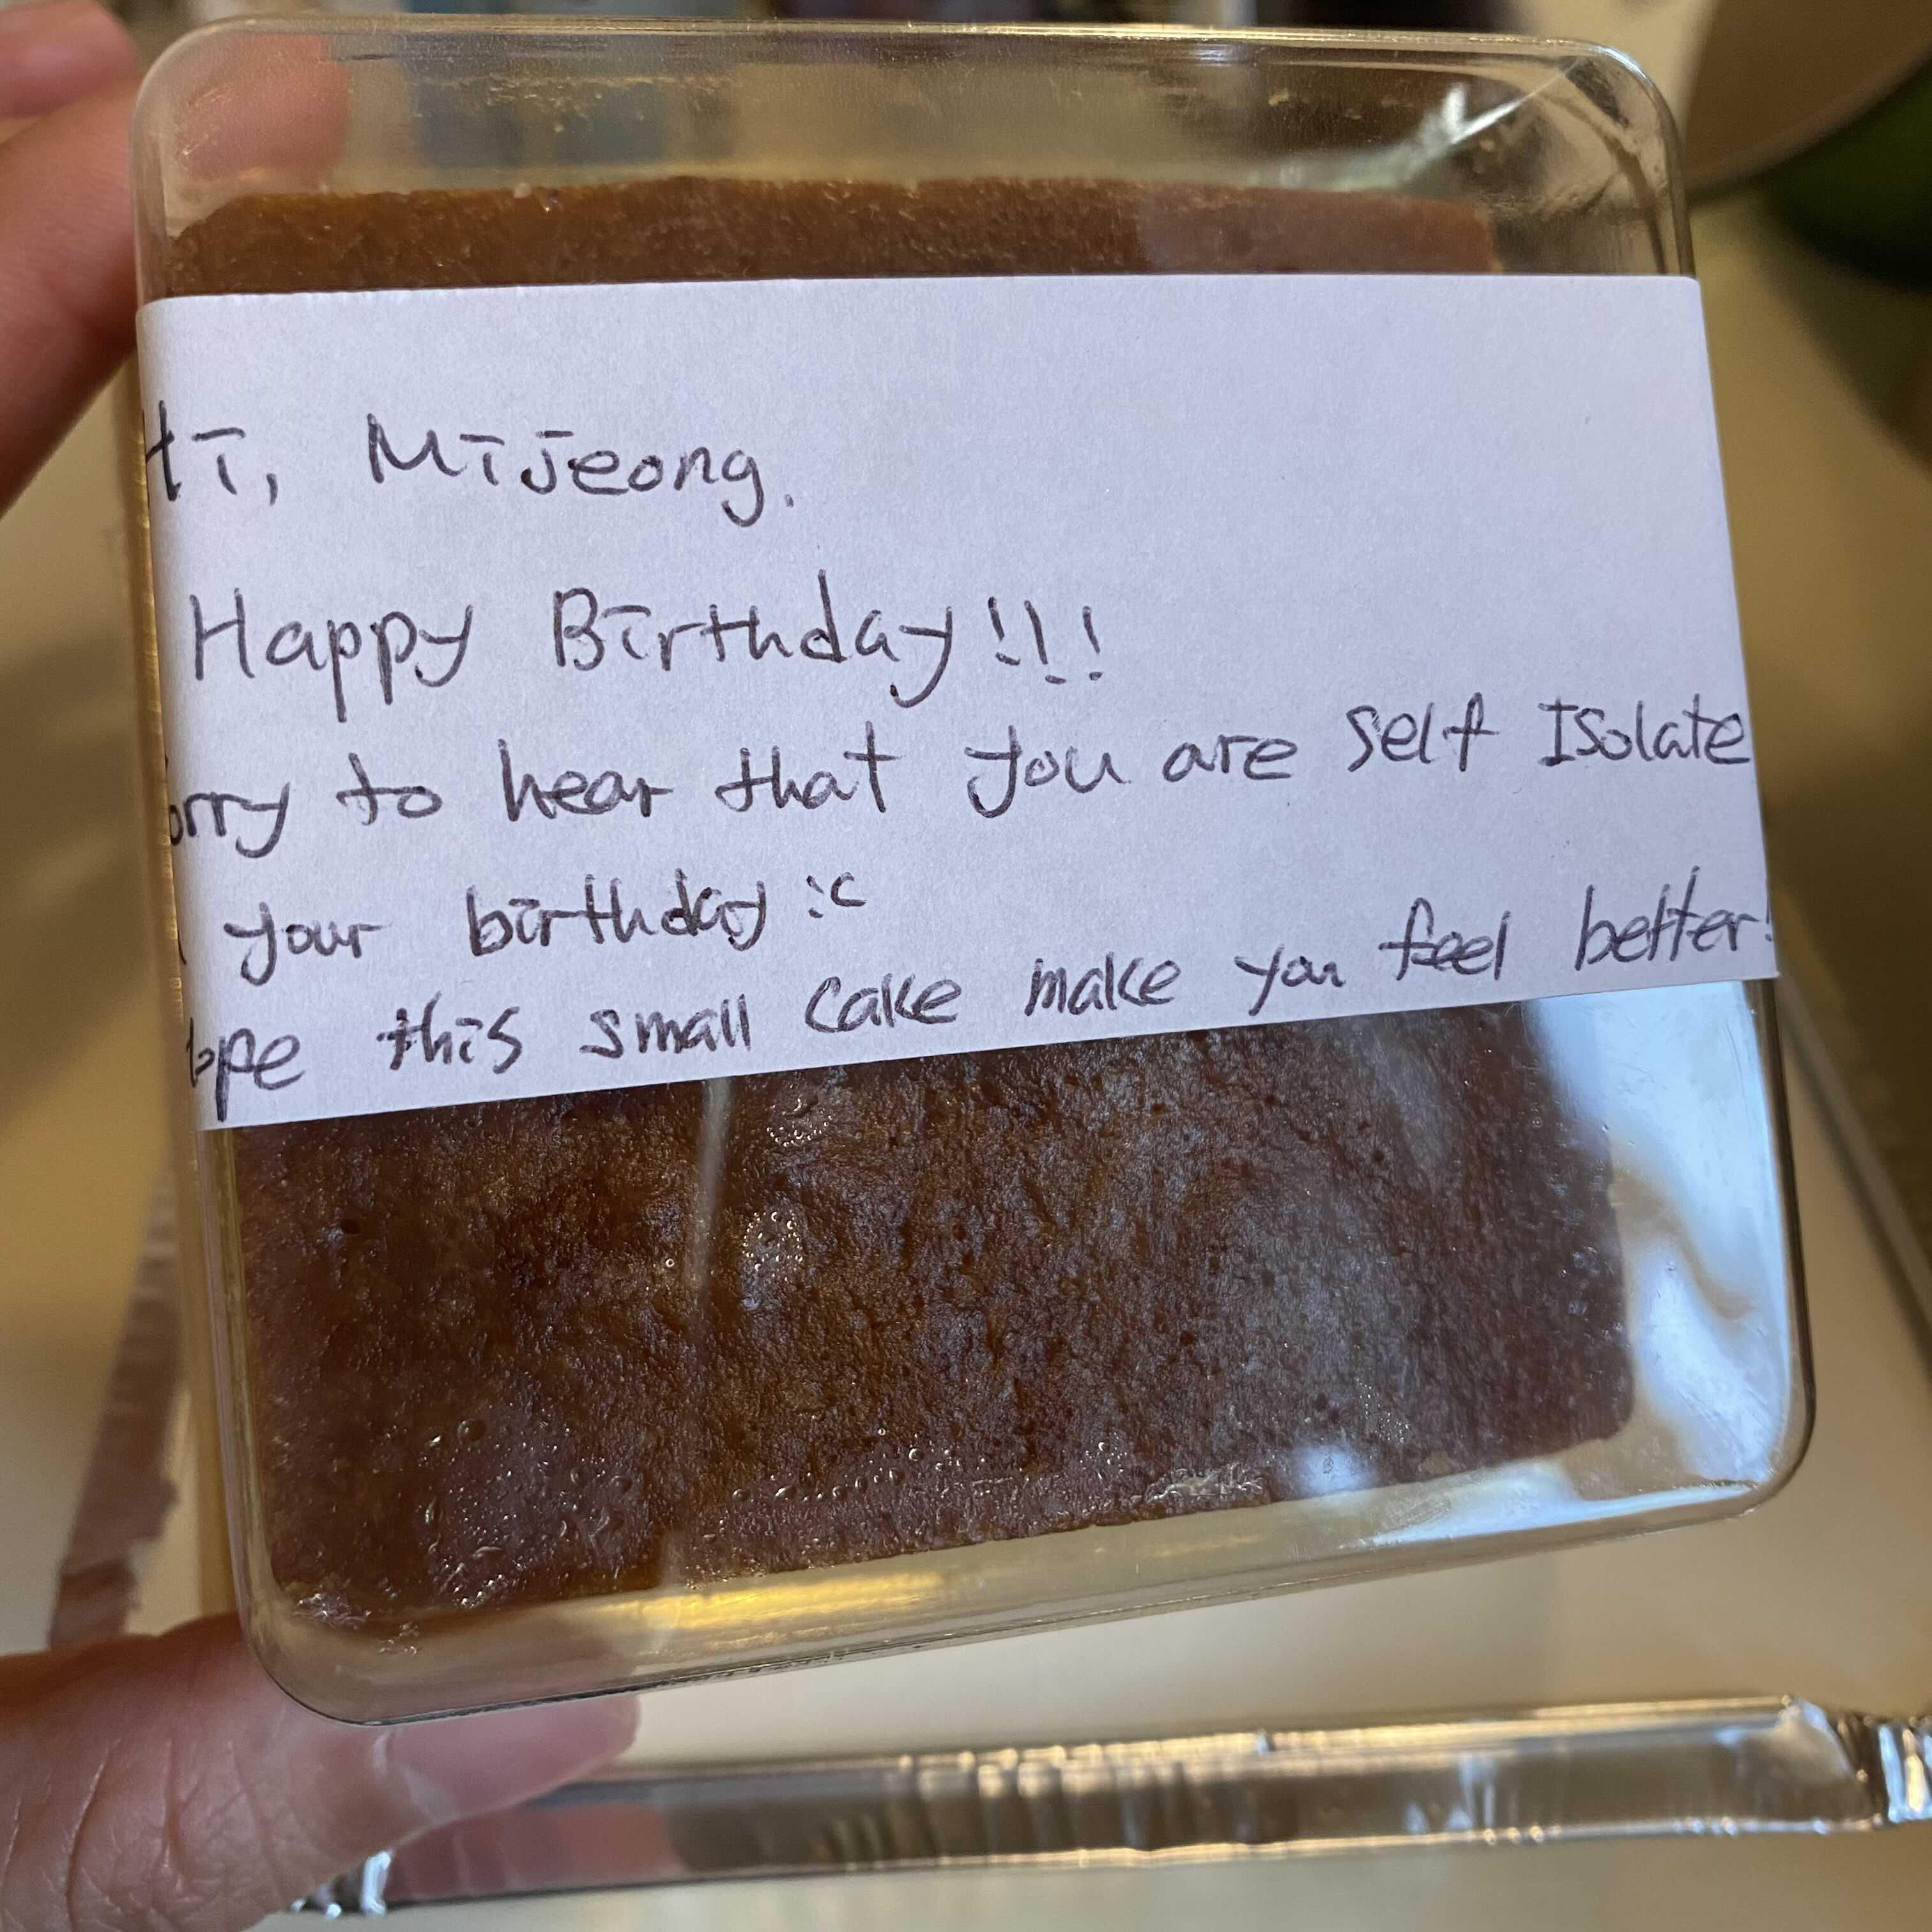 Hi, Mijeong.
Happy Birthday!!!
orry to hear that you are self Isolate
your birthday :c
ope this small cake make you feel better!